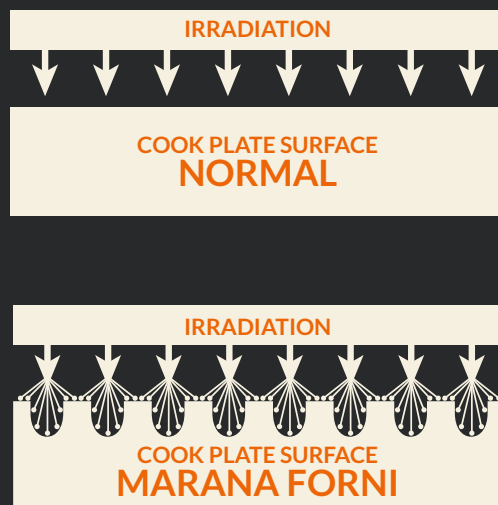 IRRADIATION
COOK PLATE SURFACE
NORMAL
IRRADIATION
COOK PLATE SURFACE
MARANA FORNI